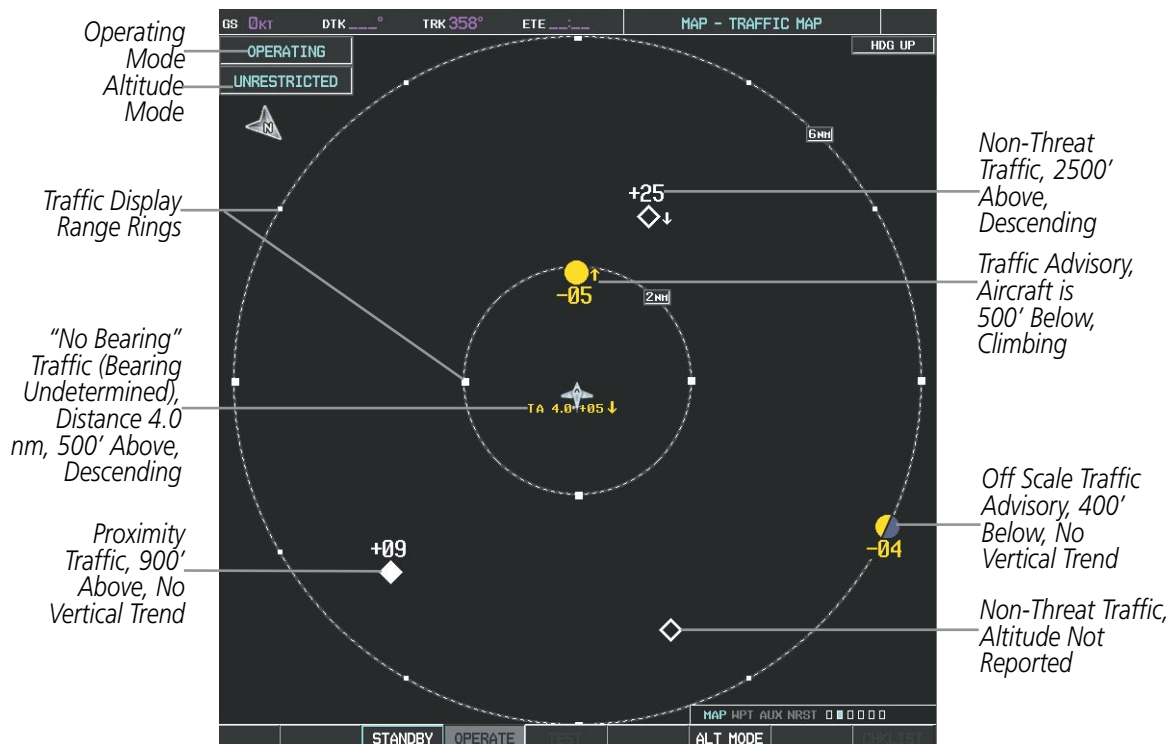 GS 0KT DTK ___° TRK 358° ETE __:__ MAP – TRAFFIC MAP
OPERATING
UNRESTRICTED
HDG UP
N
6NM
+25
-05
2NM
TA 4.0 +05
-04
+09
MAP WPT AUX NRST
STANDBY OPERATE TEST ALT MODE CHKLIST
Operating
Mode
Altitude
Mode
Traffic Display
Range Rings
“No Bearing”
Traffic (Bearing
Undetermined),
Distance 4.0
nm, 500’ Above,
Descending
Proximity
Traffic, 900’
Above, No
Vertical Trend
Non-Threat
Traffic, 2500’
Above,
Descending
Traffic Advisory,
Aircraft is
500’ Below,
Climbing
Off Scale Traffic
Advisory, 400’
Below, No
Vertical Trend
Non-Threat Traffic,
Altitude Not
Reported